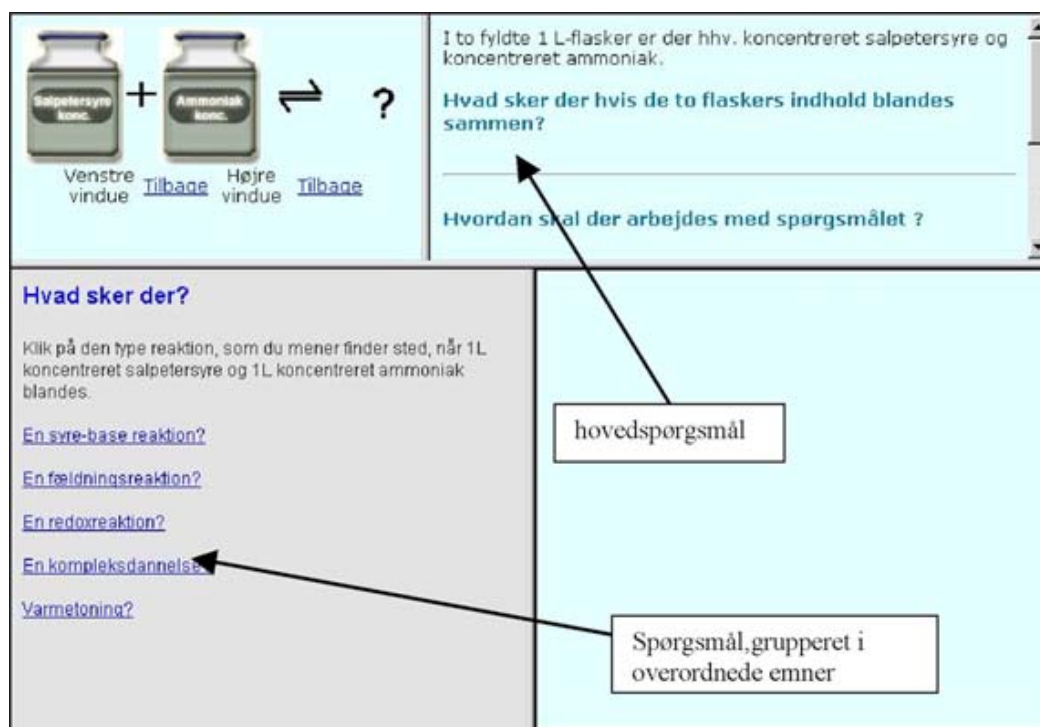 Salpetersyre
konc.
+
Ammoniak
konc.
⇌ ?
Venstre
vindue
Tilbage
Højre
vindue
Tilbage
I to fyldte 1 L-flasker er der hhv. koncentreret salpetersyre og
koncentreret ammoniak.
Hvad sker der hvis de to flaskers indhold blandes
sammen?
Hvordan skal der arbejdes med spørgsmålet ?
Hvad sker der?
Klik på den type reaktion, som du mener finder sted, når 1L
koncentreret salpetersyre og 1L koncentreret ammoniak
blandes.
En syre-base reaktion?
En fældningsreaktion?
En redoxreaktion?
En kompleksdannelse
Varmetoning?
hovedspørgsmål
Spørgsmål,grupperet i
overordnede emner